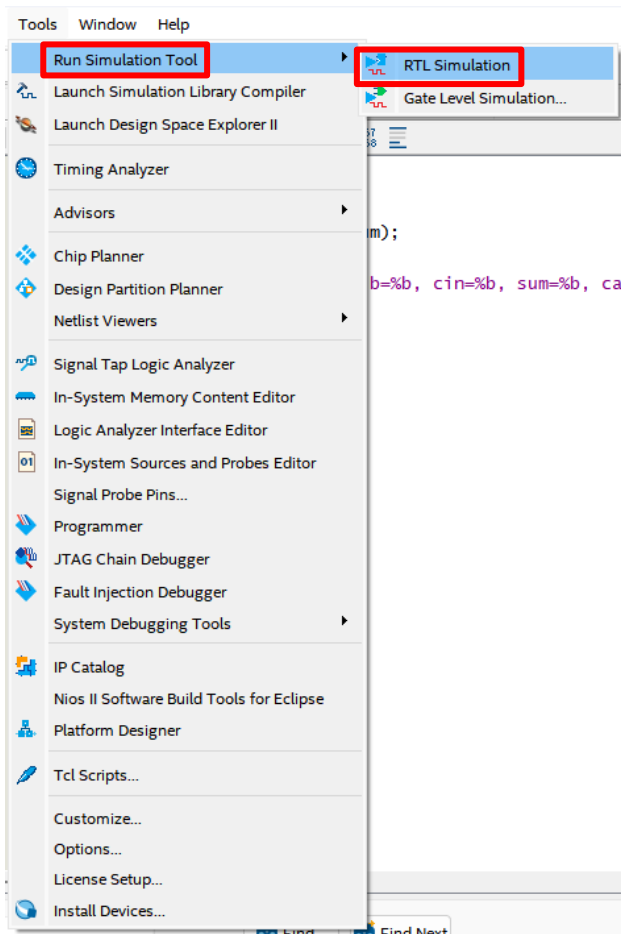 Tools Window Help
Run Simulation Tool
RTL Simulation
Launch Simulation Library Compiler
Gate Level Simulation...
Launch Design Space Explorer II
Timing Analyzer
Advisors
m);
Chip Planner
b=%b, cin=%b, sum=%b, ca
Design Partition Planner
Netlist Viewers
Signal Tap Logic Analyzer
In-System Memory Content Editor
Logic Analyzer Interface Editor
In-System Sources and Probes Editor
Signal Probe Pins...
Programmer
JTAG Chain Debugger
Fault Injection Debugger
System Debugging Tools
IP Catalog
Nios II Software Build Tools for Eclipse
Platform Designer
Tcl Scripts...
Customize...
Options...
License Setup...
Install Devices...
Find Next